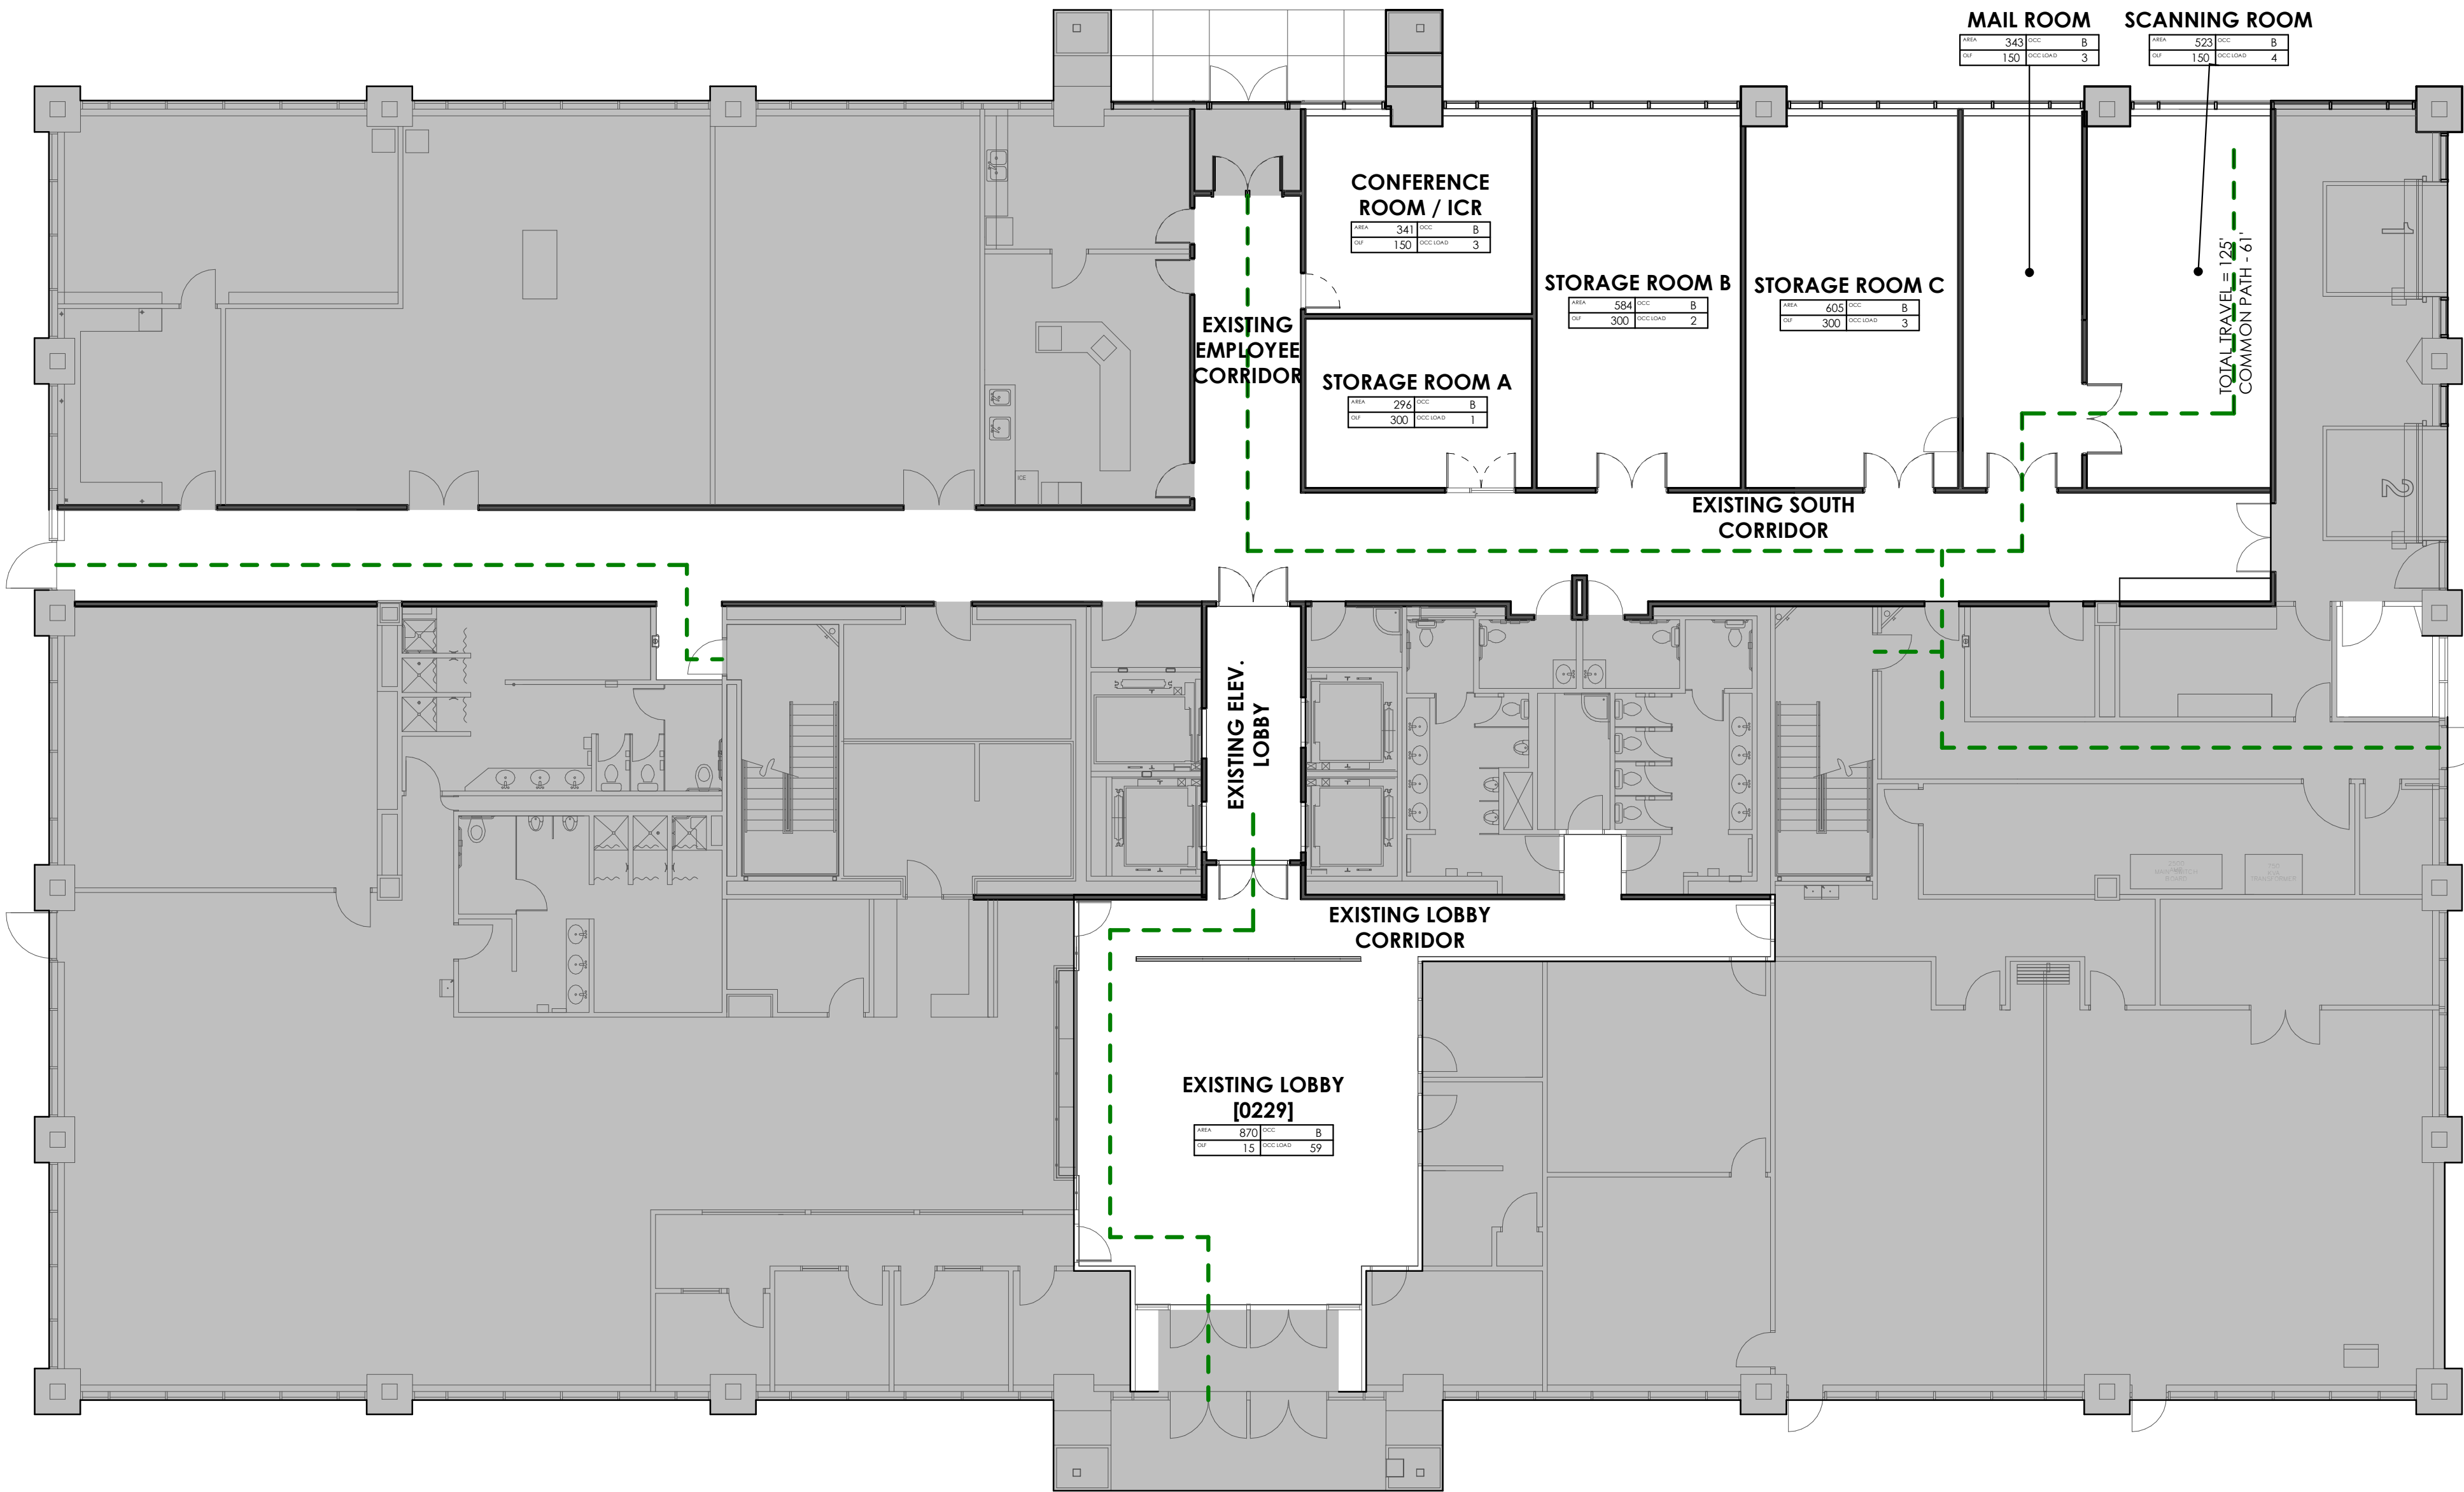 MAIL ROOM
AREA 343 OCC B
OLF 150 OCC LOAD 3
SCANNING ROOM
AREA 523 OCC B
OLF 150 OCC LOAD 4
CONFERENCE
ROOM / ICR
AREA 341 OCC B
OLF 150 OCC LOAD 3
STORAGE ROOM B
AREA 584 OCC B
OLF 300 OCC LOAD 2
STORAGE ROOM C
AREA 605 OCC B
OLF 300 OCC LOAD 3
TOTAL TRAVEL = 125'
COMMON PATH - 61'
1
2
EXISTING
EMPLOYEE
CORRIDOR
STORAGE ROOM A
AREA 296 OCC B
OLF 300 OCC LOAD 1
ICE
EXISTING SOUTH
CORRIDOR
EXISTING ELEV.
LOBBY
EXISTING LOBBY
CORRIDOR
EXISTING LOBBY
[0229]
AREA 870 OCC B
OLF 15 OCC LOAD 59